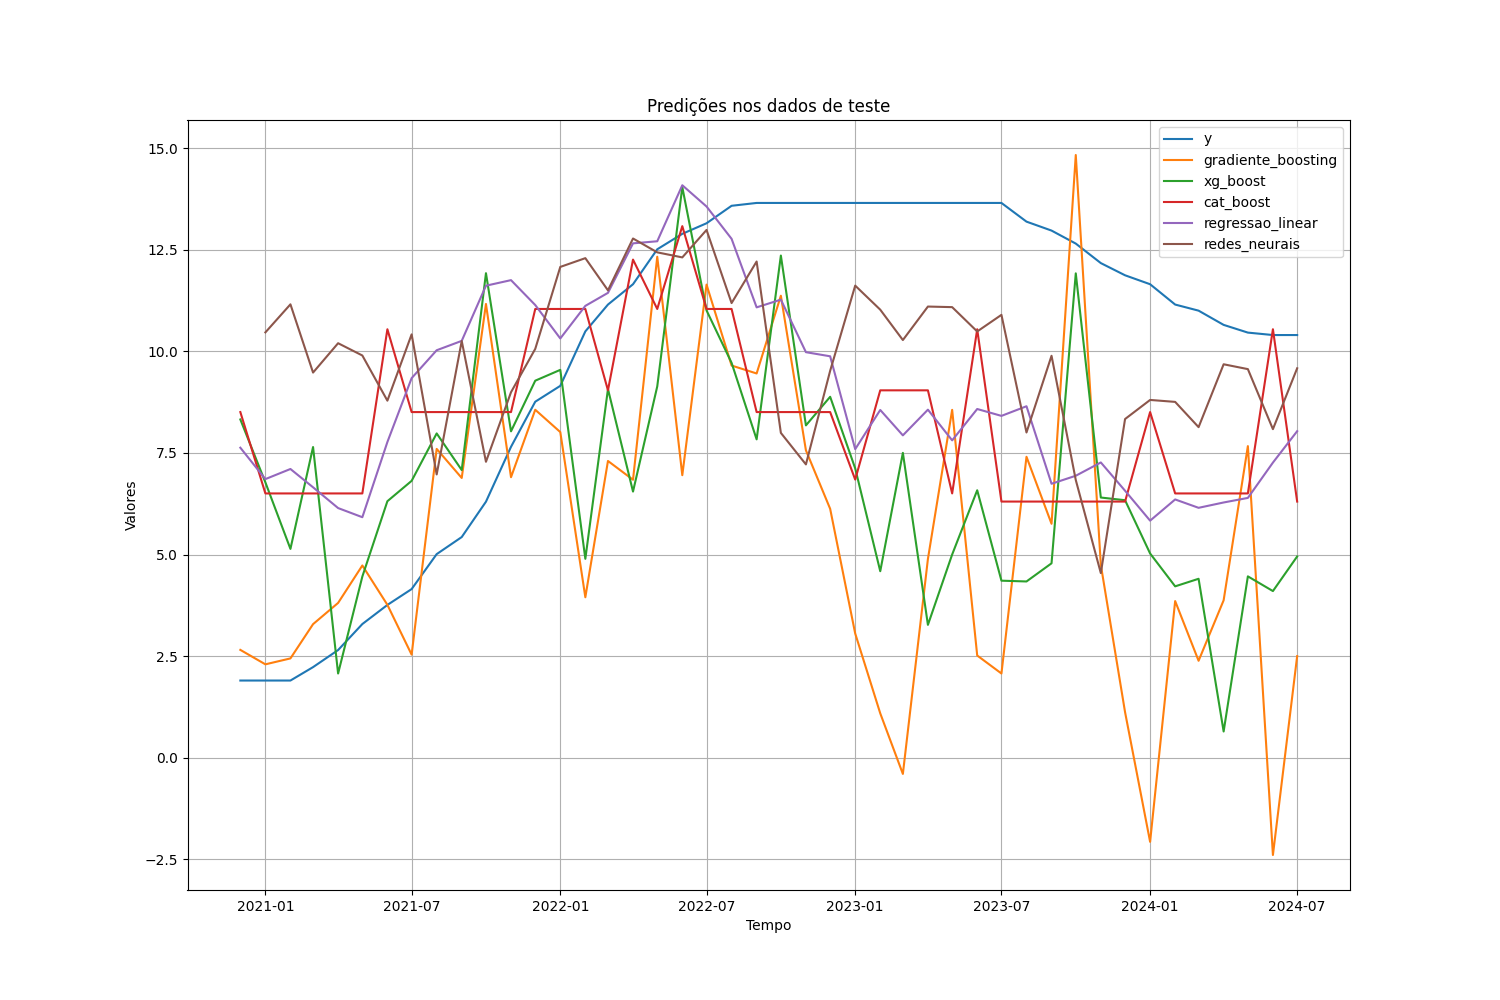 Predições nos dados de teste
y
gradiente_boosting
xg_boost
cat_boost
regressao_linear
redes_neurais
15.0
12.5
10.0
7.5
5.0
2.5
0.0
−2.5
Valores
2021-01 2021-07 2022-01 2022-07 2023-01 2023-07 2024-01 2024-07
Tempo